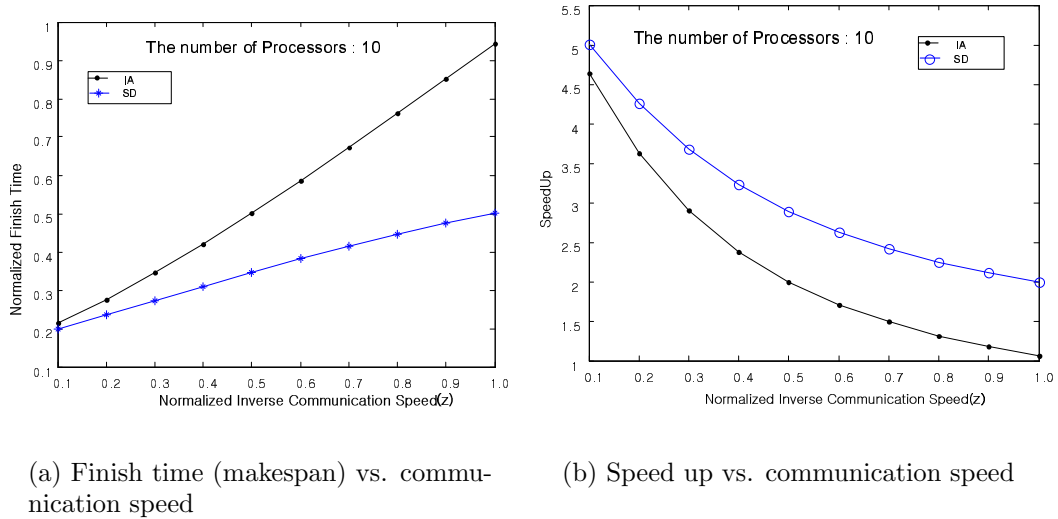 1
0.9
0.8
0.7
0.6
0.5
0.4
0.3
0.2
0.1
Normalized Finish Time
The number of Processors : 10
IA
SD
0.1 0.2 0.3 0.4 0.5 0.6 0.7 0.8 0.9 1.0
Normalized Inverse Communication Speed(z)
(a) Finish time (makespan) vs. commu-
nication speed
5.5
5
4.5
4
3.5
3
2.5
2
1.5
1
SpeedUp
The number of Processors : 10
IA
SD
0.1 0.2 0.3 0.4 0.5 0.6 0.7 0.8 0.9 1.0
Normalized Inverse Communication Speed(z)
(b) Speed up vs. communication speed